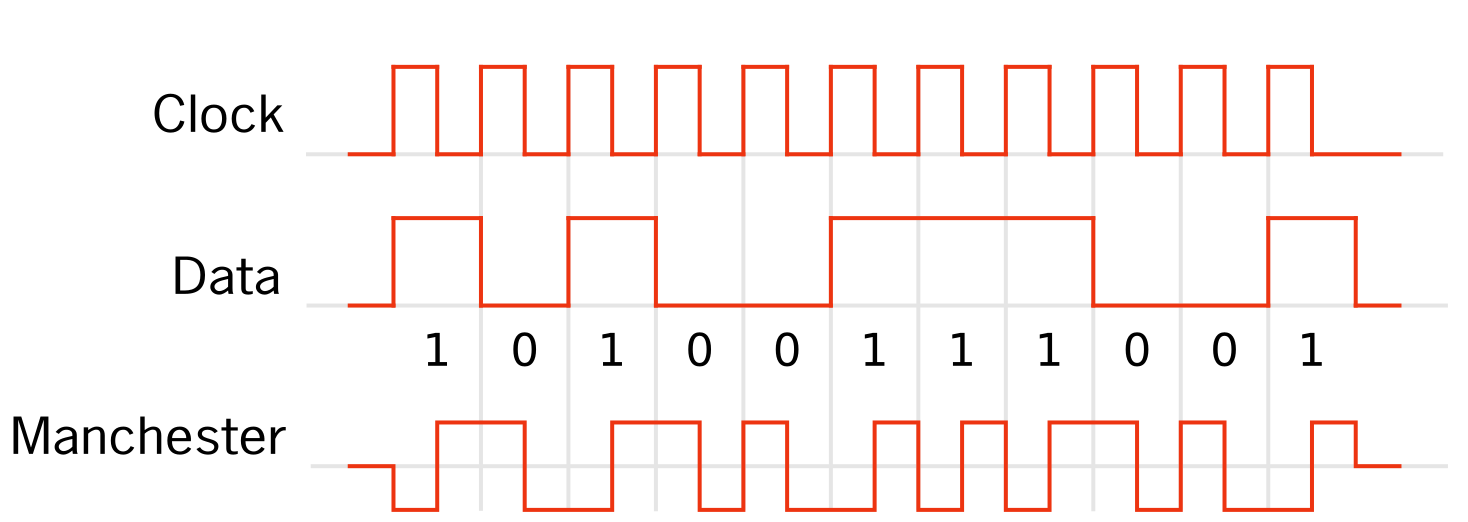 Clock
Data
1 0 1 0 0 1 1 1 0 0 1
Manchester